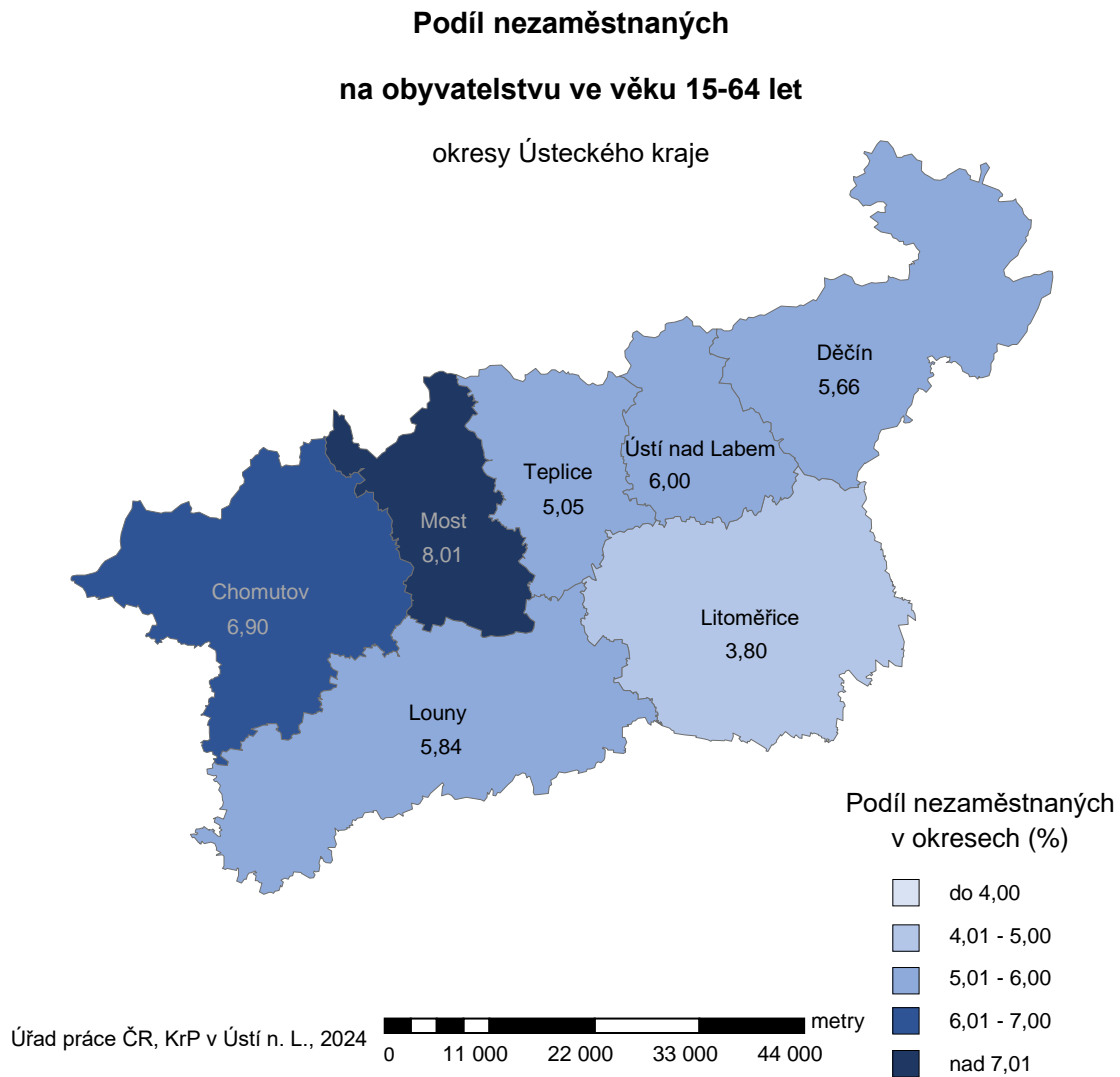 Podíl nezaměstnaných
na obyvatelstvu ve věku 15-64 let
okresy Ústeckého kraje
Děčín
5,66
Ústí nad Labem
6,00
Teplice
5,05
Most
8,01
Chomutov
6,90
Litoměřice
3,80
Louny
5,84
Podíl nezaměstnaných
v okresech (%)
do 4,00
4,01 - 5,00
5,01 - 6,00
6,01 - 7,00
nad 7,01
Úřad práce ČR, KrP v Ústí n. L., 2024
metry
0 11 000 22 000 33 000 44 000